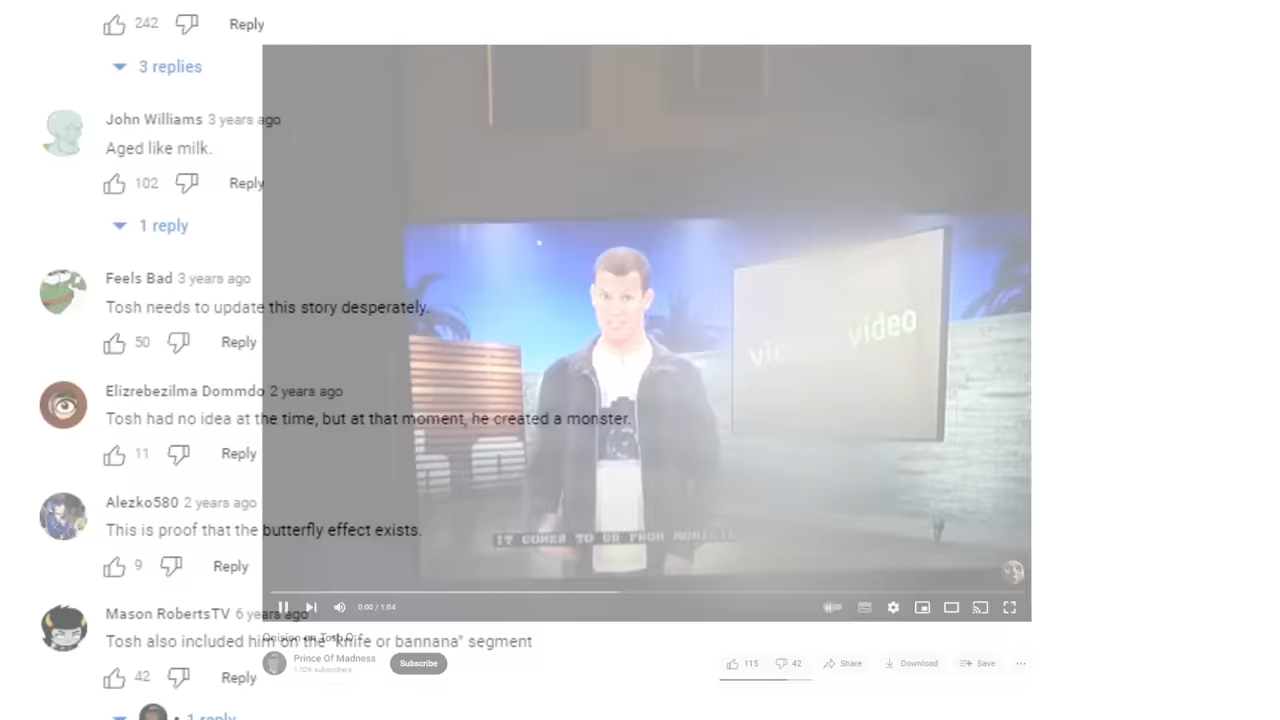 242 Reply
3 replies
John Williams 3 years ago
Aged like milk.
102 Reply
1 reply
Feels Bad 3 years ago
Tosh needs to update this story desperately.
50 Reply
video
Elizrebezilma Dommdo 2 years ago
Tosh had no idea at the time, but at that moment, he created a monster.
11 Reply
Alezko580 2 years ago
This is proof that the butterfly effect exists.
IT COMES TO US FROM
9 Reply
0:00 / 1:04
Mason RobertsTV 6 years ago
Tosh also included him on the "knife or bannana" segment
Prince Of Madness
Subscribe
115 42 Share Download Save
42 Reply
1 reply